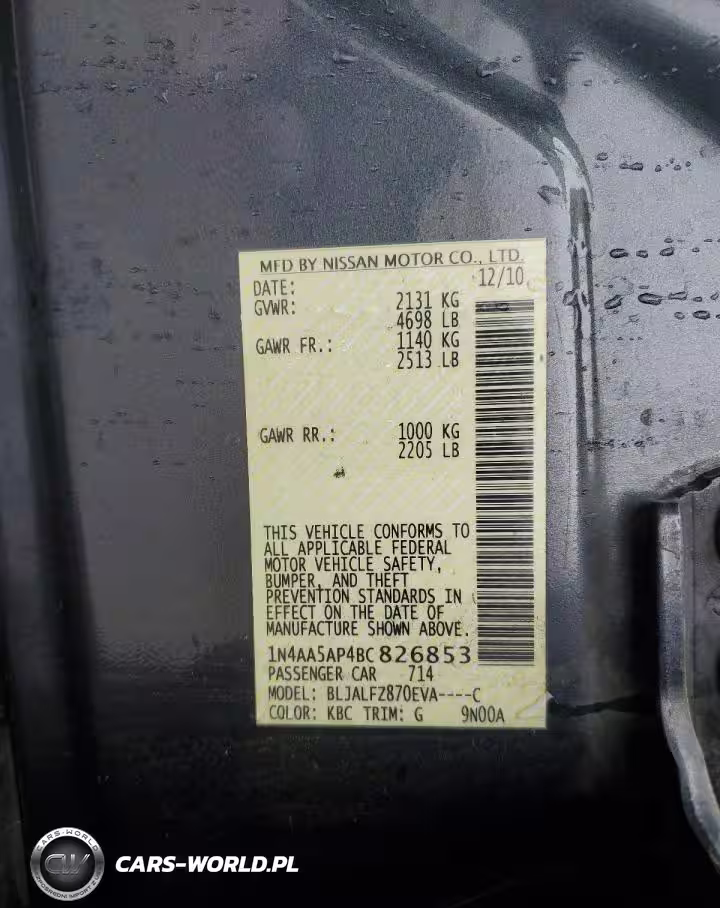 MFD BY NISSAN MOTOR CO., LTD.
DATE: 12/10
GVWR: 2131 KG
4698 LB
GAWR FR.: 1140 KG
2513 LB
GAWR RR.: 1000 KG
2205 LB
THIS VEHICLE CONFORMS TO
ALL APPLICABLE FEDERAL
MOTOR VEHICLE SAFETY,
BUMPER, AND THEFT
PREVENTION STANDARDS IN
EFFECT ON THE DATE OF
MANUFACTURE SHOWN ABOVE.
1N4AA5AP4BC826853
PASSENGER CAR 714
MODEL: BLJALFZ870EVA----C
COLOR: KBC TRIM: G 9N00A
CARS-WORLD
CW
CARS-WORLD.PL